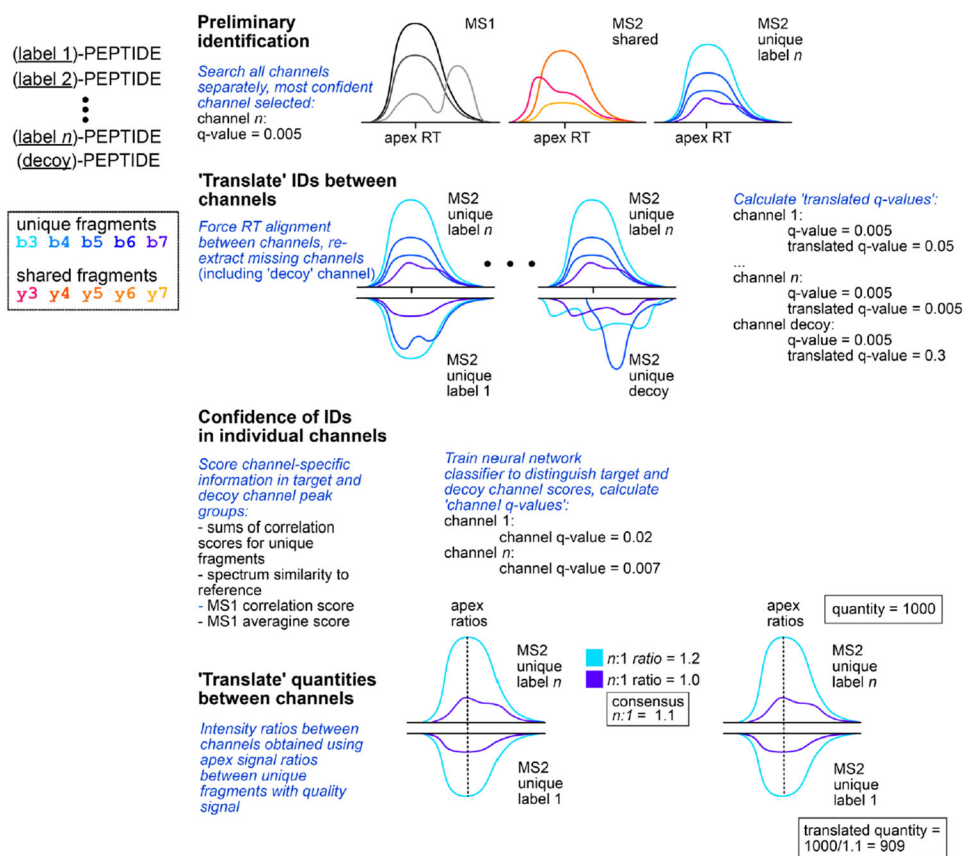 (label 1)-PEPTIDE
(label 2)-PEPTIDE
(label n)-PEPTIDE
(decoy)-PEPTIDE
unique fragments
b3 b4 b5 b6 b7
shared fragments
y3 y4 y5 y6 y7
Preliminary
identification
Search all channels
separately, most confident
channel selected:
channel n:
q-value = 0.005
MS1
apex RT
MS2
shared
apex RT
MS2
unique
label n
apex RT
'Translate' IDs between
channels
Force RT alignment
between channels, re-
extract missing channels
(including 'decoy' channel)
MS2
unique
label n
MS2
unique
label 1
MS2
unique
label n
MS2
unique
decoy
Calculate 'translated q-values':
channel 1:
q-value = 0.005
translated q-value = 0.05
...
channel n:
q-value = 0.005
translated q-value = 0.005
channel decoy:
q-value = 0.005
translated q-value = 0.3
Confidence of IDs
in individual channels
Score channel-specific
information in target and
decoy channel peak
groups:
- sums of correlation
scores for unique
fragments
- spectrum similarity to
reference
- MS1 correlation score
- MS1 averagine score
Train neural network
classifier to distinguish target and
decoy channel scores, calculate
'channel q-values':
channel 1:
channel q-value = 0.02
channel n:
channel q-value = 0.007
'Translate' quantities
between channels
Intensity ratios between
channels obtained using
apex signal ratios
between unique
fragments with quality
signal
apex
ratios
MS2
unique
label n
MS2
unique
label 1
n:1 ratio = 1.2
n:1 ratio = 1.0
consensus
n:1 = 1.1
apex
ratios
quantity = 1000
MS2
unique
label n
MS2
unique
label 1
translated quantity =
1000/1.1 = 909